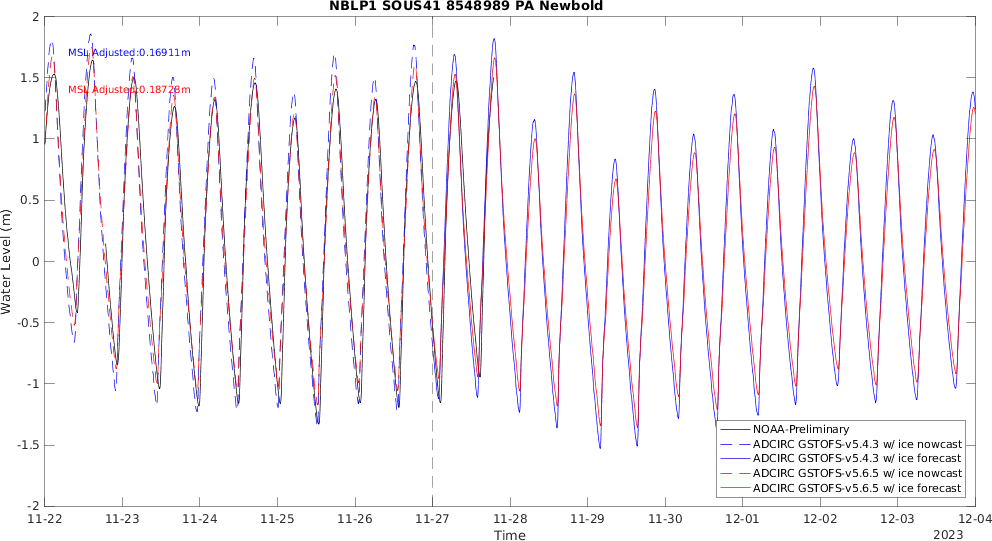 NBLP1 SOUS41 8548989 PA Newbold
MSL Adjusted:0.16911m
MSL Adjusted:0.18723m
Water Level (m)
2
1.5
1
0.5
0
-0.5
-1
-1.5
-2
NOAA-Preliminary
ADCIRC GSTOFS-v5.4.3 w/ ice nowcast
ADCIRC GSTOFS-v5.4.3 w/ ice forecast
ADCIRC GSTOFS-v5.6.5 w/ ice nowcast
ADCIRC GSTOFS-v5.6.5 w/ ice forecast
11-22 11-23 11-24 11-25 11-26 11-27 11-28 11-29 11-30 12-01 12-02 12-03 12-04
Time
2023